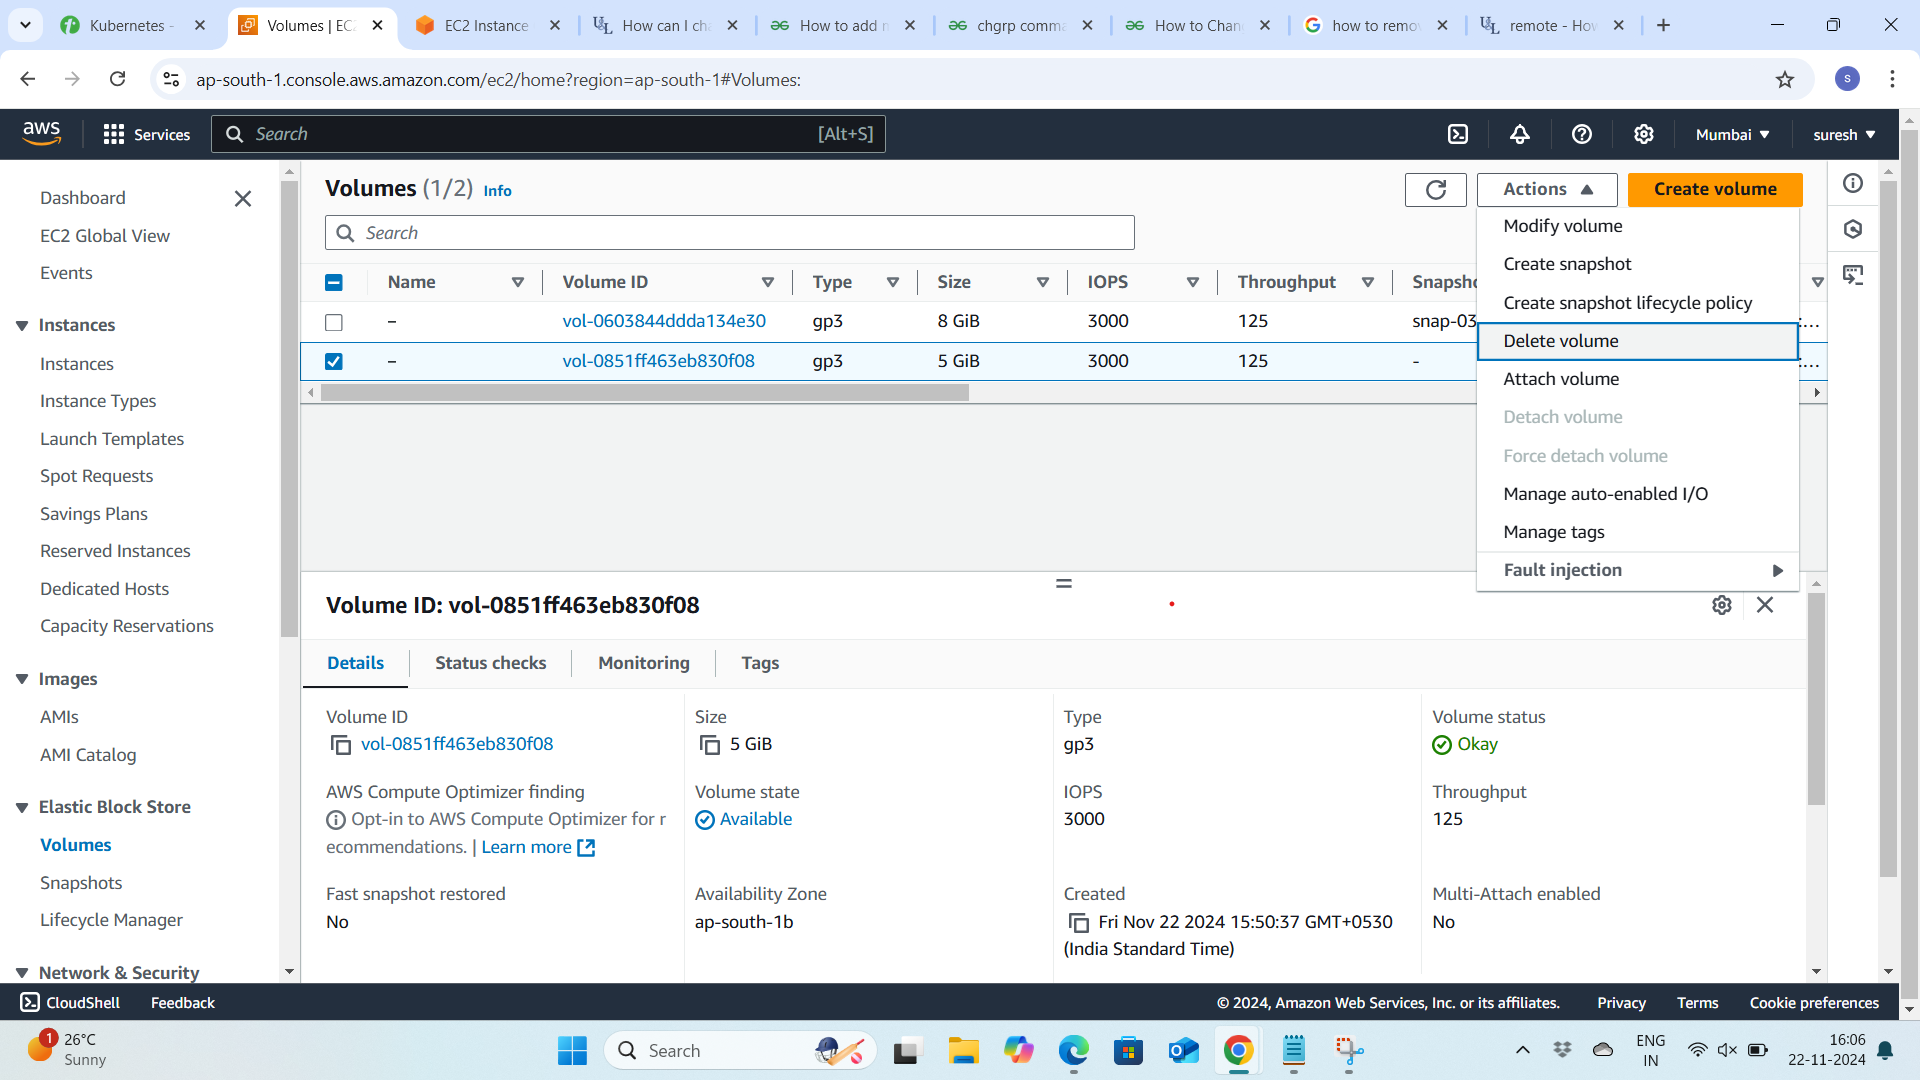 Kubernetes -
Volumes | EC
EC2 Instance
How can I ch
How to add n
chgrp comma
How to Chan
how to remov
remote - How
ap-south-1.console.aws.amazon.com/ec2/home?region=ap-south-1#Volumes:
S
aws
Services
Search
[Alt+S]
Mumbai
suresh
Dashboard
EC2 Global View
Events
Instances
Instances
Instance Types
Launch Templates
Spot Requests
Savings Plans
Reserved Instances
Dedicated Hosts
Capacity Reservations
Images
AMIs
AMI Catalog
Elastic Block Store
Volumes
Snapshots
Lifecycle Manager
Network & Security
Volumes (1/2) Info
Actions
Create volume
Search
Name Volume ID Type Size IOPS Throughput Snapsho
– vol-0603844ddda134e30 gp3 8 GiB 3000 125 snap-03 :...
– vol-0851ff463eb830f08 gp3 5 GiB 3000 125 - :...
Modify volume
Create snapshot
Create snapshot lifecycle policy
Delete volume
Attach volume
Detach volume
Force detach volume
Manage auto-enabled I/O
Manage tags
Fault injection
Volume ID: vol-0851ff463eb830f08
Details Status checks Monitoring Tags
Volume ID
vol-0851ff463eb830f08
Size
5 GiB
Type
gp3
Volume status
Okay
AWS Compute Optimizer finding
Opt-in to AWS Compute Optimizer for r
ecommendations. | Learn more
Volume state
Available
IOPS
3000
Throughput
125
Fast snapshot restored
No
Availability Zone
ap-south-1b
Created
Fri Nov 22 2024 15:50:37 GMT+0530
(India Standard Time)
Multi-Attach enabled
No
CloudShell Feedback
© 2024, Amazon Web Services, Inc. or its affiliates. Privacy Terms Cookie preferences
1
26°C
Sunny
Search
ENG
IN
16:06
22-11-2024